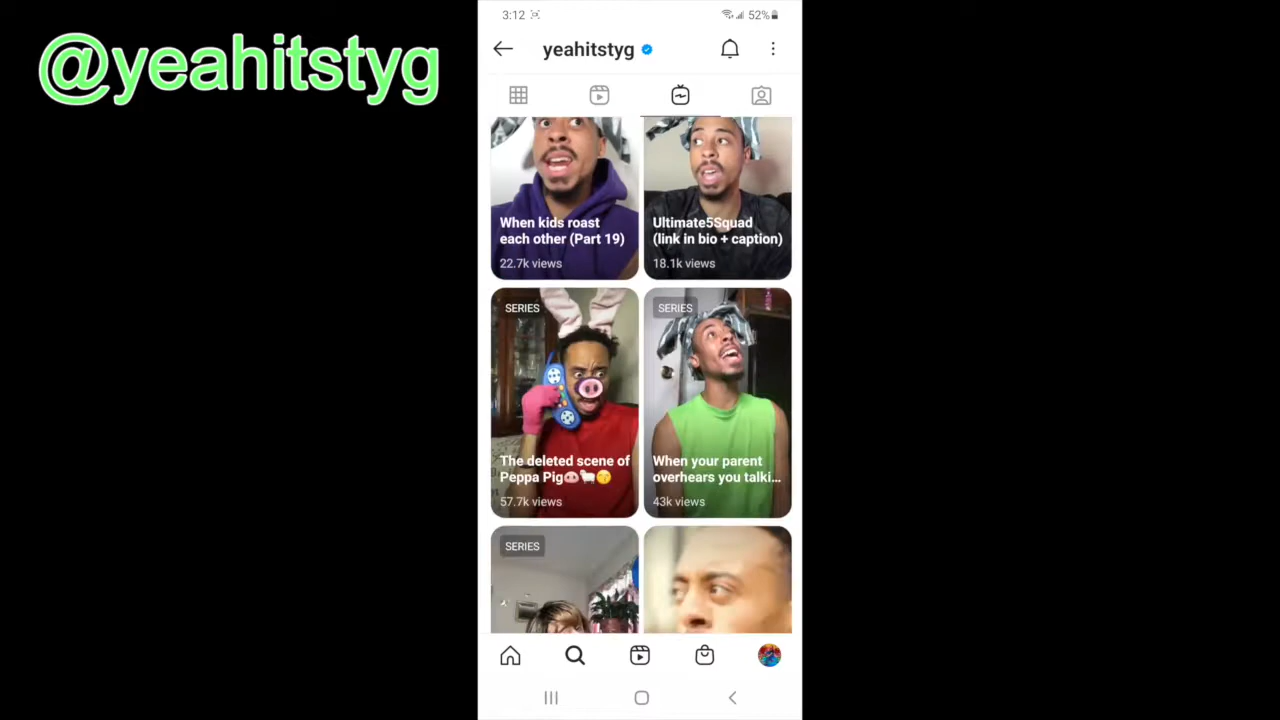 @yeahitstyg
3:12
52%
yeahitstyg
When kids roast
each other (Part 19)
22.7k views
Ultimate5Squad
(link in bio + caption)
18.1k views
SERIES
The deleted scene of
Peppa Pig🐽🐑😗
57.7k views
SERIES
When your parent
overhears you talki...
43k views
SERIES